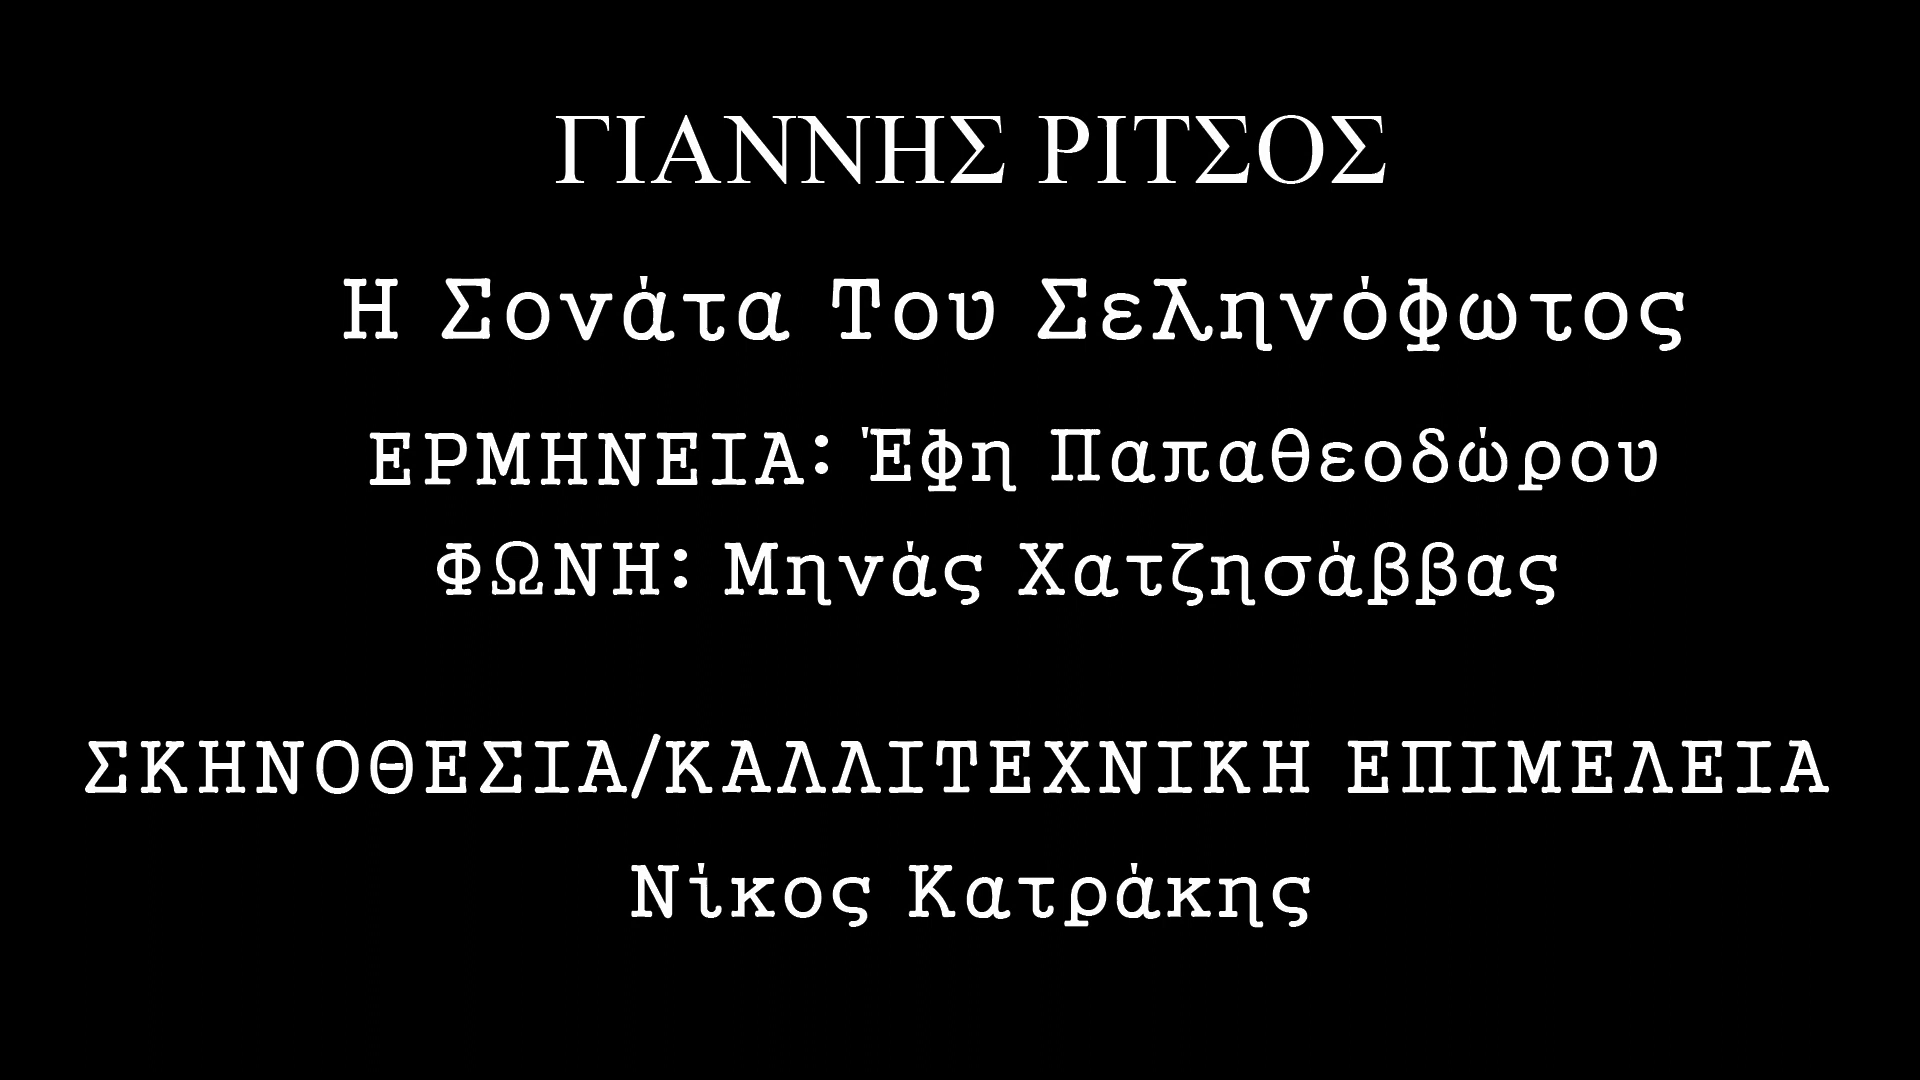 ΓΙΑΝΝΗΣ ΡΙΤΣΟΣ
Η Σονάτα Του Σεληνόφωτος
ΕΡΜΗΝΕΙΑ: Έφη Παπαθεοδώρου
ΦΩΝΗ: Μηνάς Χατζησάββας
ΣΚΗΝΟΘΕΣΙΑ/ΚΑΛΛΙΤΕΧΝΙΚΗ ΕΠΙΜΕΛΕΙΑ
Νίκος Κατράκης